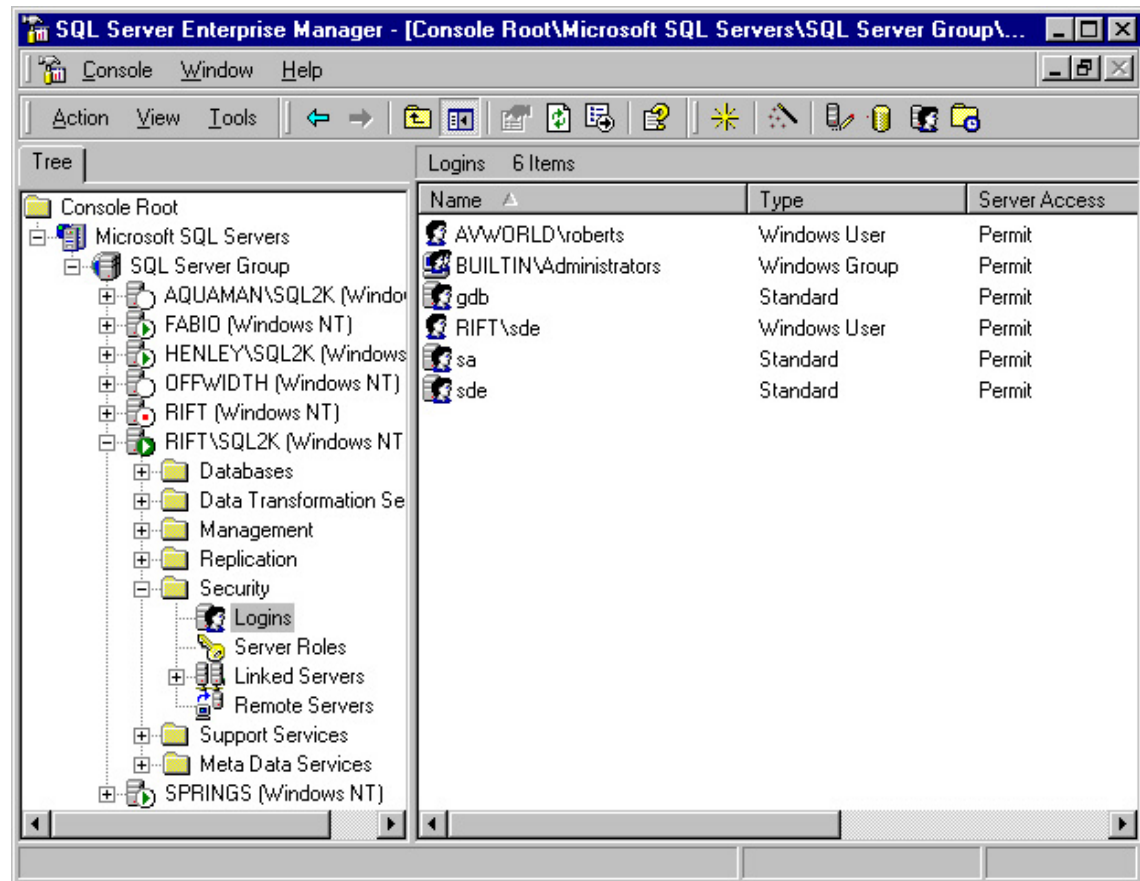 SQL Server Enterprise Manager - [Console Root\Microsoft SQL Servers\SQL Server Group\...
Console Window Help
Action View Tools
Tree
Console Root
Microsoft SQL Servers
SQL Server Group
AQUAMAN\SQL2K (Windo
FABIO (Windows NT)
HENLEY\SQL2K (Windows
OFFWIDTH (Windows NT)
RIFT (Windows NT)
RIFT\SQL2K (Windows NT
Databases
Data Transformation Se
Management
Replication
Security
Logins
Server Roles
Linked Servers
Remote Servers
Support Services
Meta Data Services
SPRINGS (Windows NT)
Logins 6 Items
Name Type Server Access
AVWORLD\roberts Windows User Permit
BUILTIN\Administrators Windows Group Permit
gdb Standard Permit
RIFT\sde Windows User Permit
sa Standard Permit
sde Standard Permit